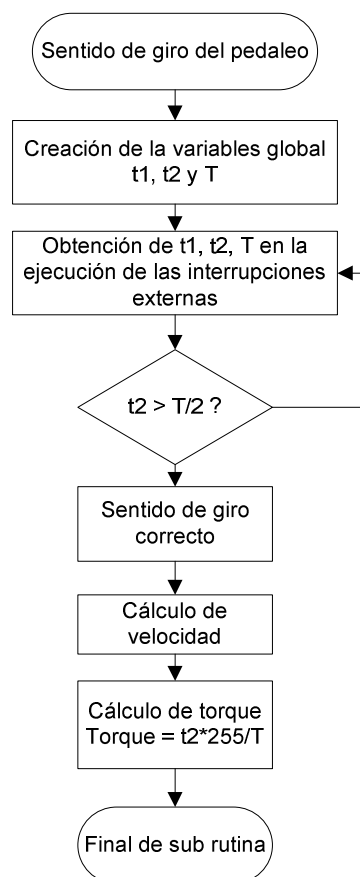 Sentido de giro del pedaleo
Creación de la variables global
t1, t2 y T
Obtención de t1, t2, T en la
ejecución de las interrupciones
externas
t2 > T/2 ?
Sentido de giro
correcto
Cálculo de
velocidad
Cálculo de torque
Torque = t2*255/T
Final de sub rutina